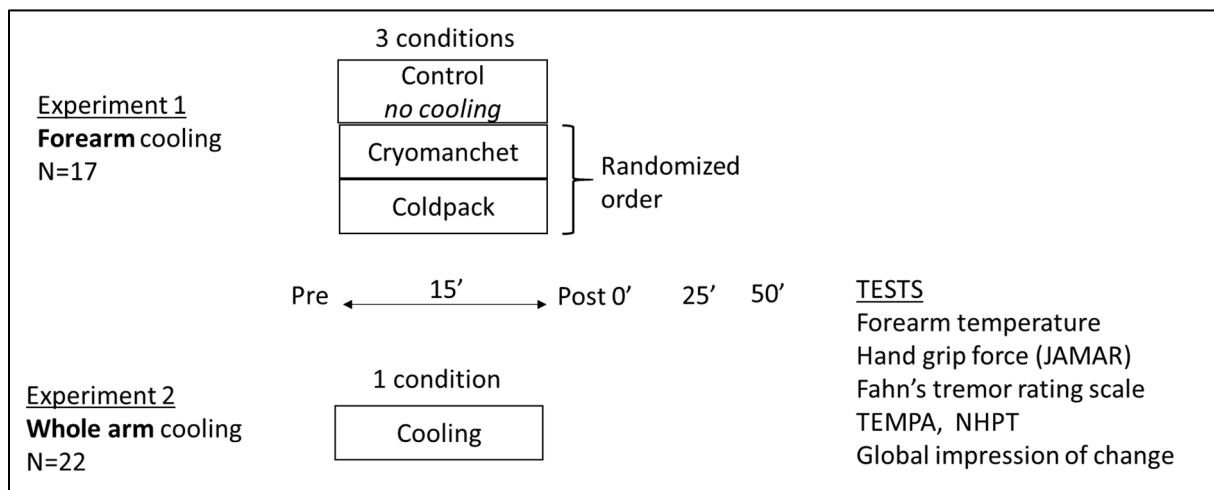 3 conditions
Control
no cooling
Experiment 1
Forearm cooling
N=17
Cryomanchet
Coldpack
Randomized
order
Pre
15’
Post 0’
25’
50’
TESTS
Forearm temperature
Hand grip force (JAMAR)
Fahn’s tremor rating scale
TEMPA, NHPT
Global impression of change
Experiment 2
Whole arm cooling
N=22
1 condition
Cooling